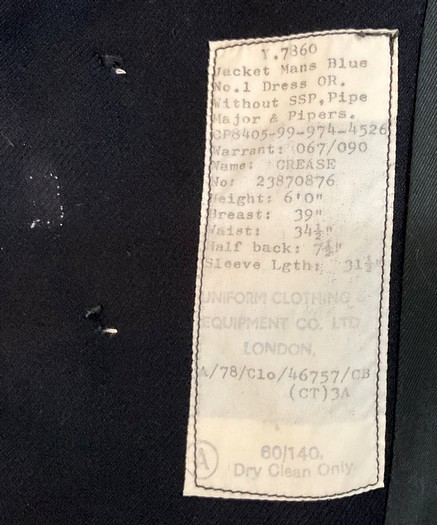 Y.7860
Jacket Mans Blue
No.1 Dress OR.
Without SSP,Pipe
Major & Pipers.
CP8405-99-974-4526
Warrant: 067/090
Name: CREASE
No: 23870876
Height: 6'0"
Breast: 39"
Waist: 34½"
Half back: 7½"
Sleeve Lgth: 31½"
UNIFORM CLOTHING &
EQUIPMENT CO. LTD
LONDON.
A/78/Clo/46757/CB
(CT)3A
A
60/140.
Dry Clean Only